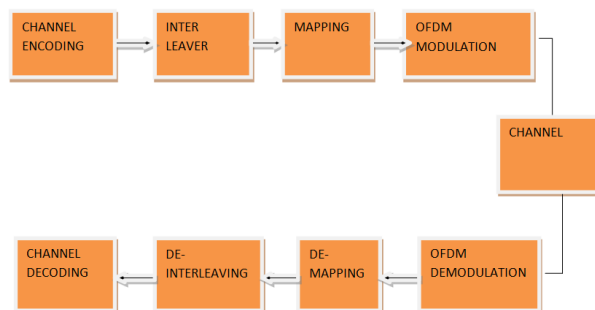 CHANNEL
ENCODING
INTER
LEAVER
MAPPING
OFDM
MODULATION
CHANNEL
CHANNEL
DECODING
DE-
INTERLEAVING
DE-
MAPPING
OFDM
DEMODULATION